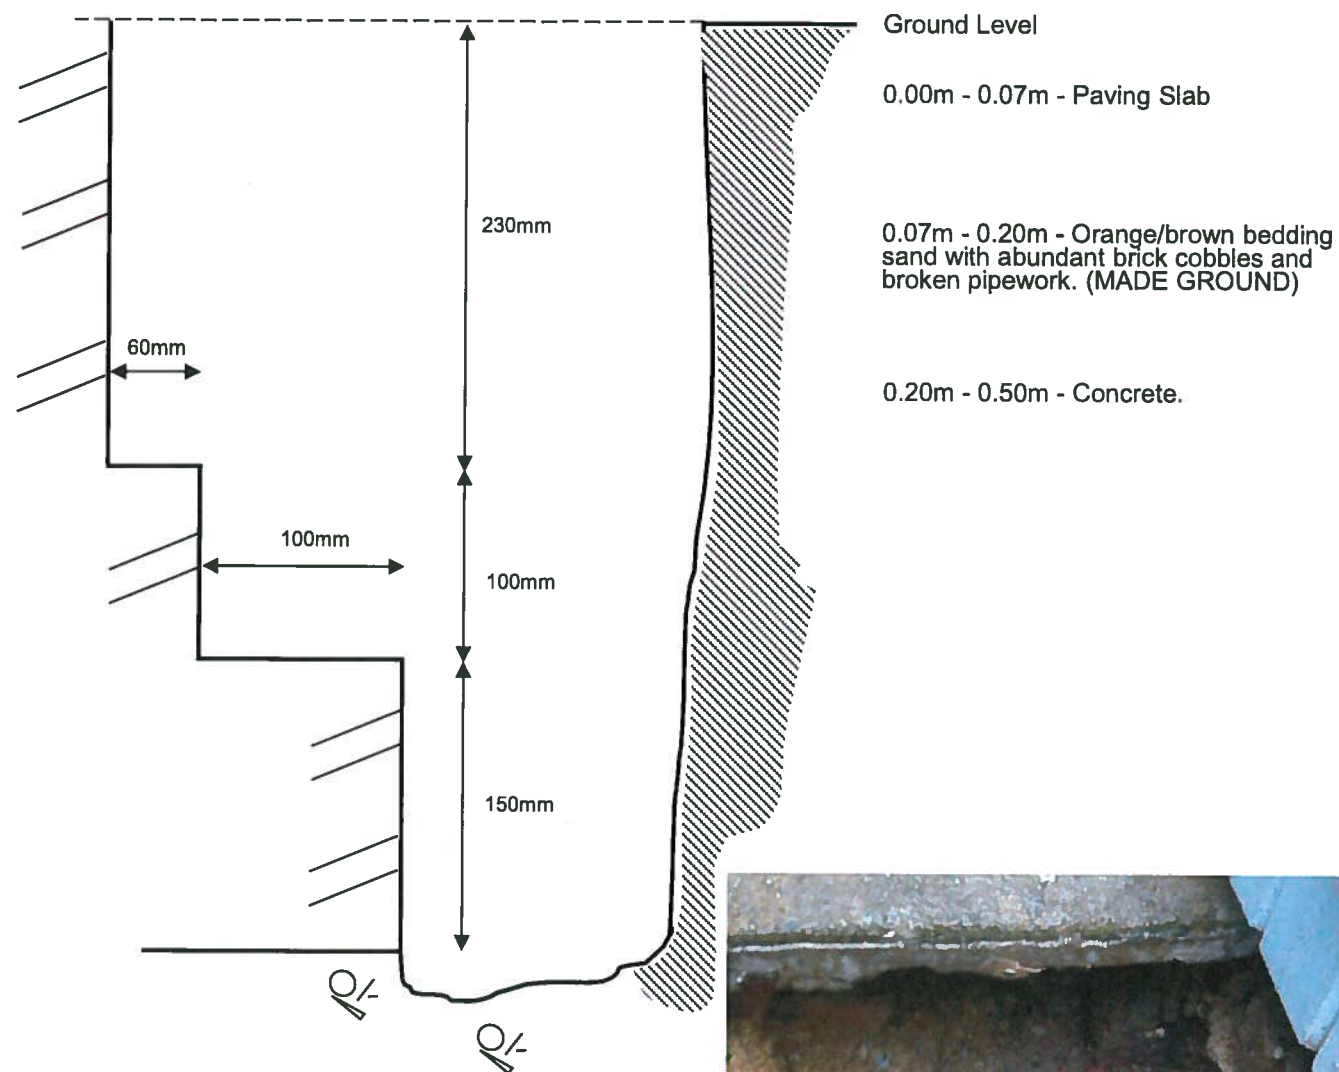 Ground Level
0.00m - 0.07m - Paving Slab
230mm
0.07m - 0.20m - Orange/brown bedding
sand with abundant brick cobbles and
broken pipework. (MADE GROUND)
60mm
0.20m - 0.50m - Concrete.
100mm
100mm
150mm